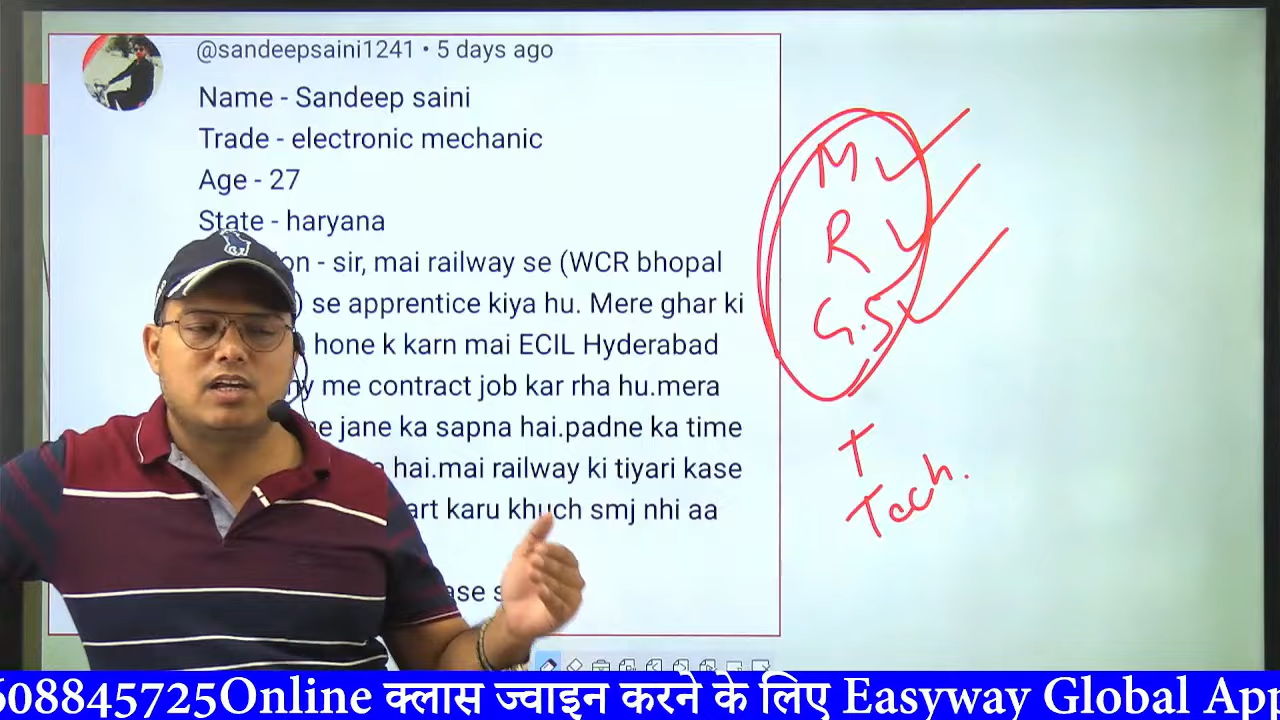 @sandeepsaini1241 • 5 days ago
Name - Sandeep saini
Trade - electronic mechanic
Age - 27
State - haryana
on - sir, mai railway se (WCR bhopal
) se apprentice kiya hu. Mere ghar ki
hone k karn mai ECIL Hyderabad
me contract job kar rha hu.mera
jane ka sapna hai.padne ka time
hai.mai railway ki tiyari kase
karu khuch smj nhi aa
M
R
G.S
+
Tech.
608845725Online क्लास ज्वाइन करने के लिए Easyway Global App